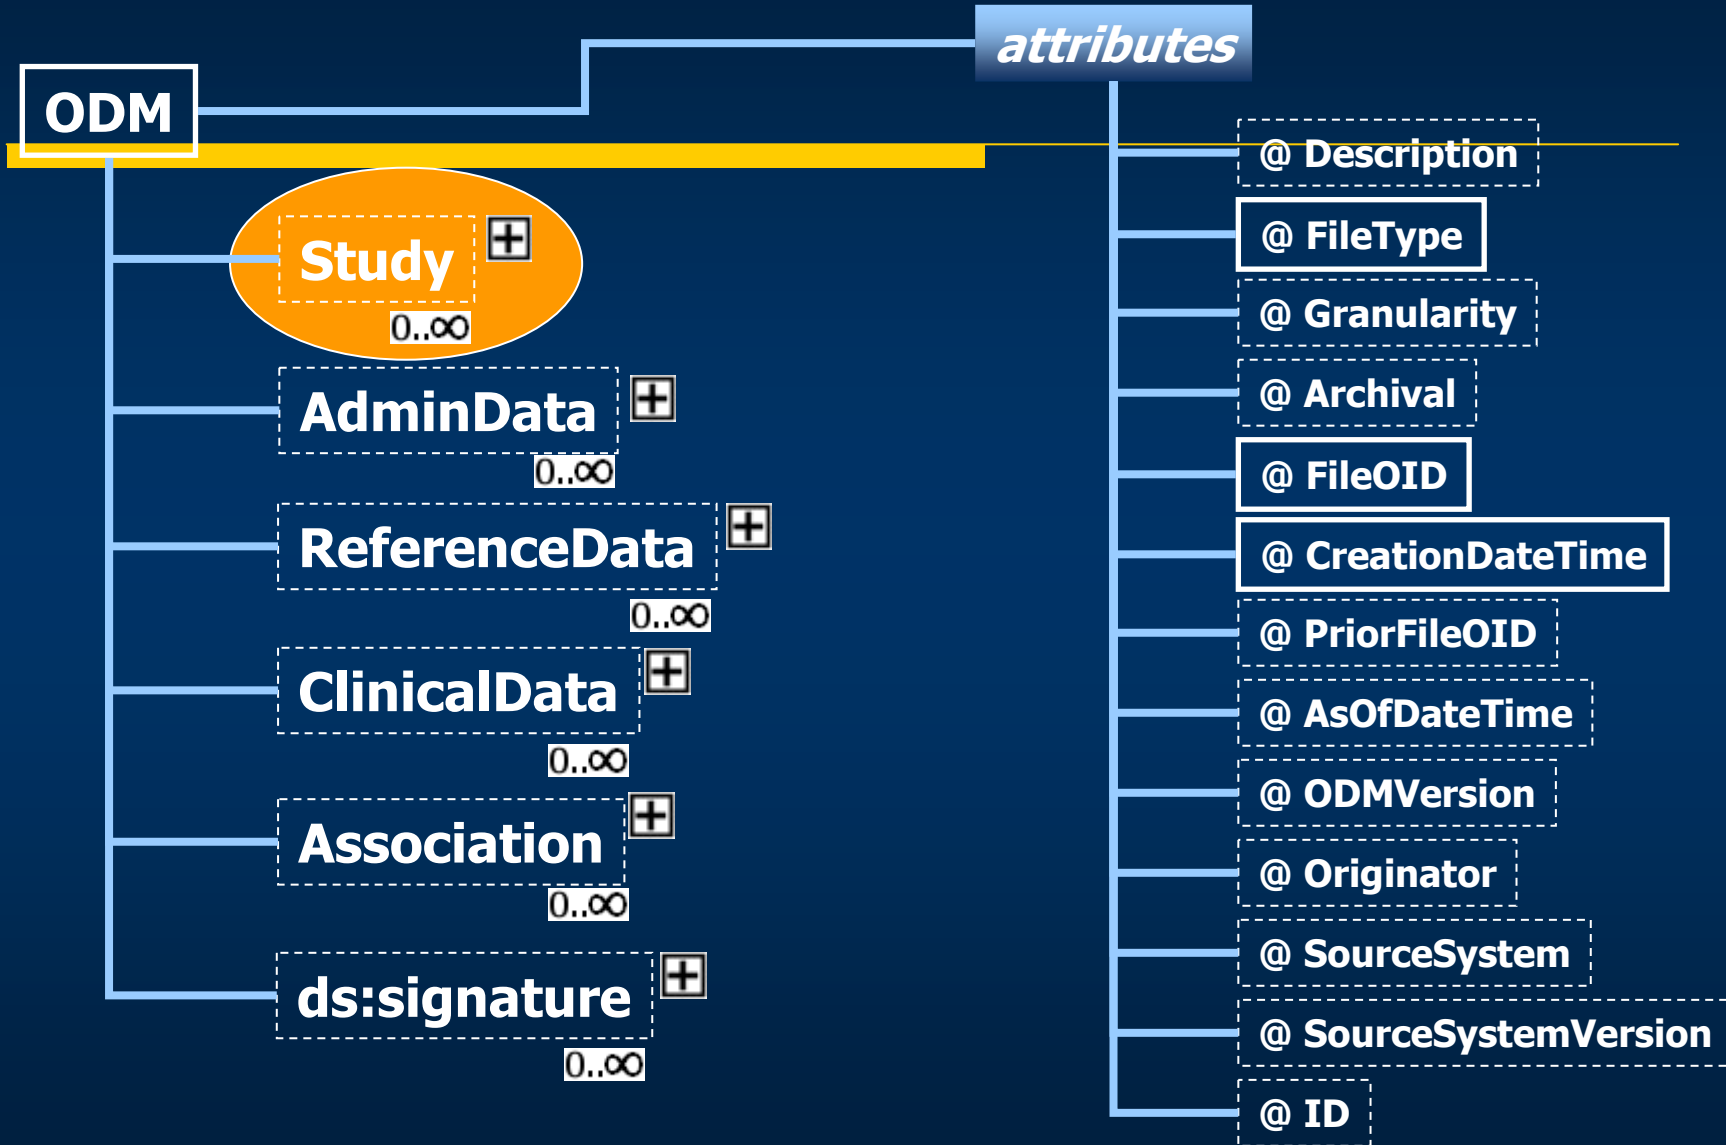 attributes
ODM
Study
0..∞
AdminData
0..∞
ReferenceData
0..∞
ClinicalData
0..∞
Association
0..∞
ds:signature
0..∞
@ Description
@ FileType
@ Granularity
@ Archival
@ FileOID
@ CreationDateTime
@ PriorFileOID
@ AsOfDateTime
@ ODMVersion
@ Originator
@ SourceSystem
@ SourceSystemVersion
@ ID